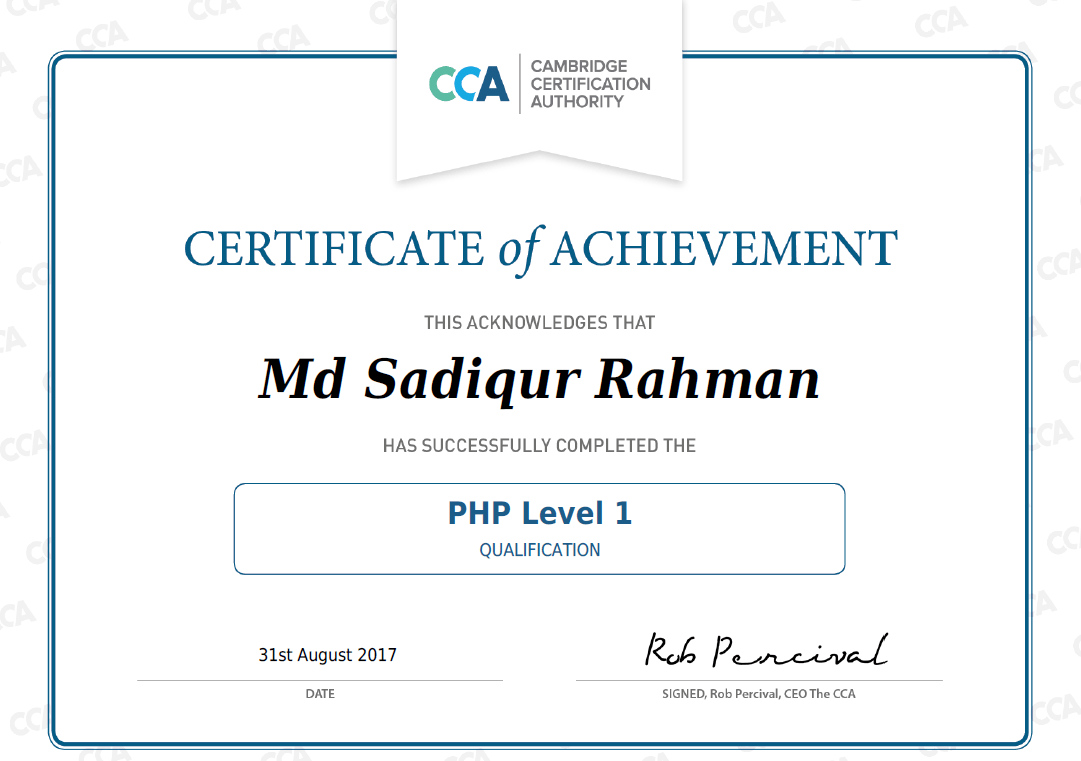 CCA
CAMBRIDGE
CERTIFICATION
AUTHORITY
CERTIFICATE of ACHIEVEMENT
THIS ACKNOWLEDGES THAT
Md Sadiqur Rahman
HAS SUCCESSFULLY COMPLETED THE
PHP Level 1
QUALIFICATION
31st August 2017
Rob Percival
DATE
SIGNED, Rob Percival, CEO The CCA